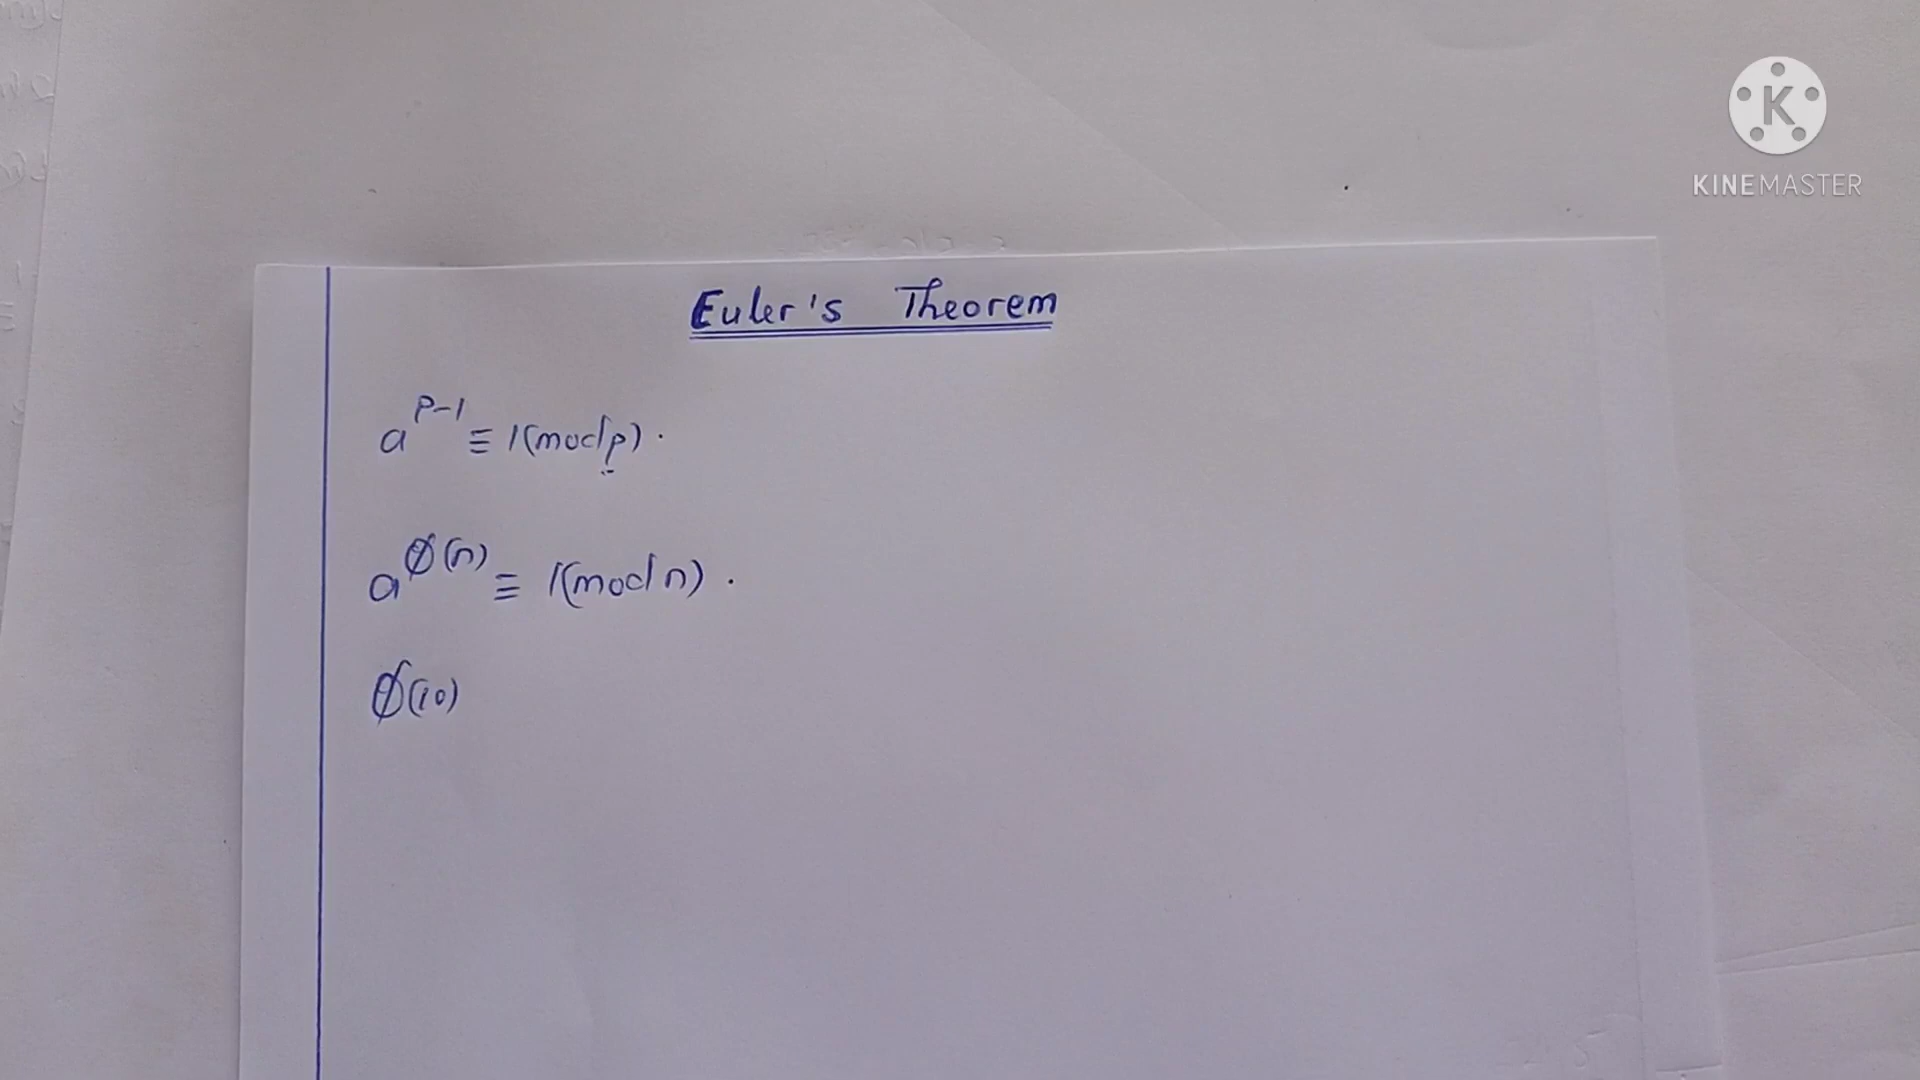 K
KINEMASTER
Euler's Theorem
a^{P-1} ≡ 1(mod p).
a^{Ø(n)} ≡ 1(mod n).
Ø(10)